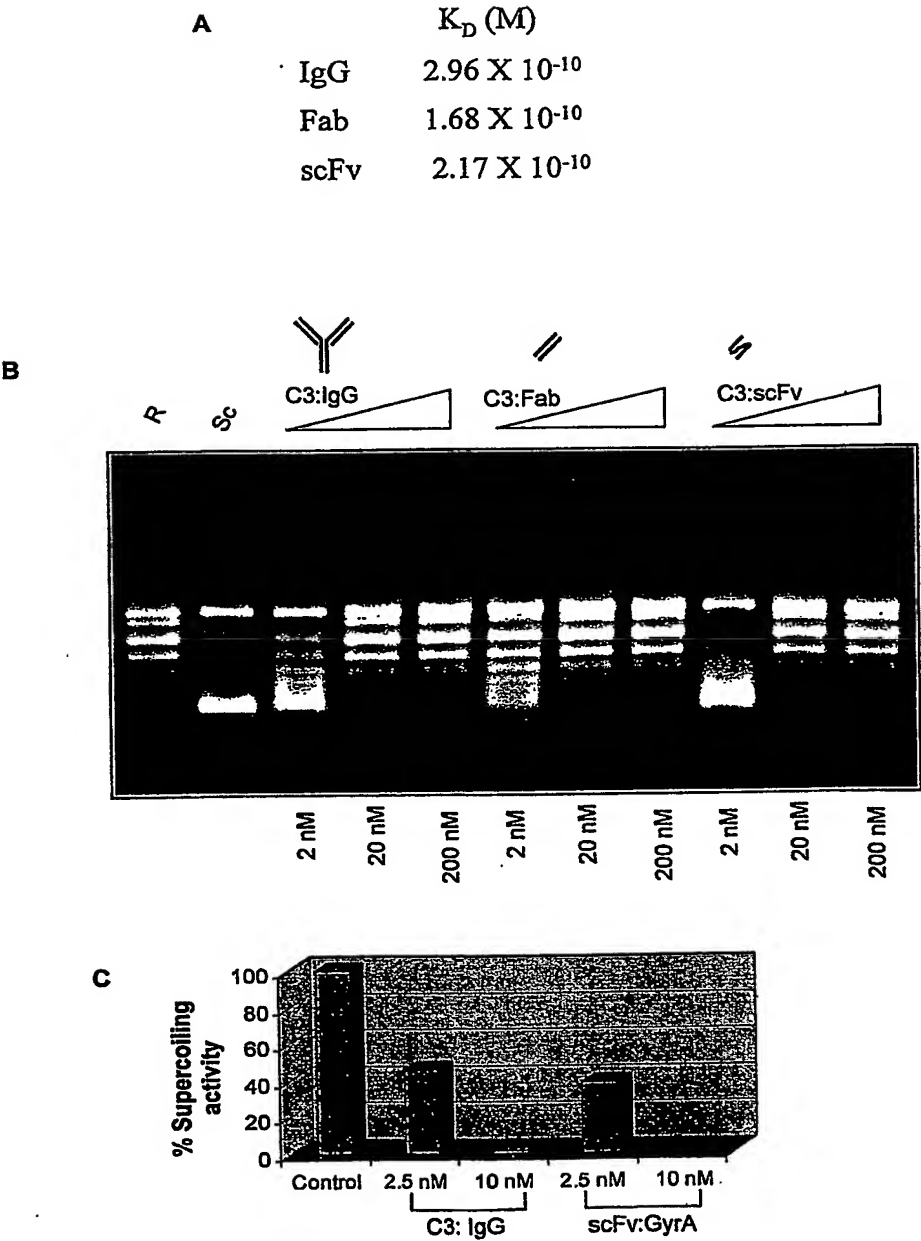 A
K_D (M)
IgG 2.96 X 10^-10
Fab 1.68 X 10^-10
scFv 2.17 X 10^-10
B
R Sc C3:IgG C3:Fab C3:scFv
2 nM 20 nM 200 nM 2 nM 20 nM 200 nM 2 nM 20 nM 200 nM
C
% Supercoiling
activity
100
80
60
40
20
0
Control 2.5 nM 10 nM 2.5 nM 10 nM
C3: IgG scFv:GyrA